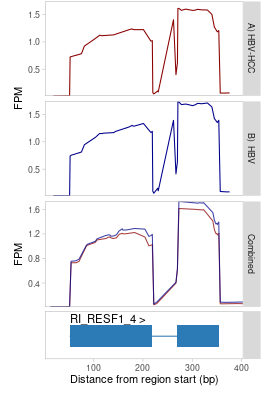 1.5
1.0
0.5
A) HBV-HCC
FPM
1.5
1.0
0.5
B) HBV
1.6
1.2
0.8
0.4
FPM
Combined
RI_RESF1_4 >
100 200 300 400
Distance from region start (bp)